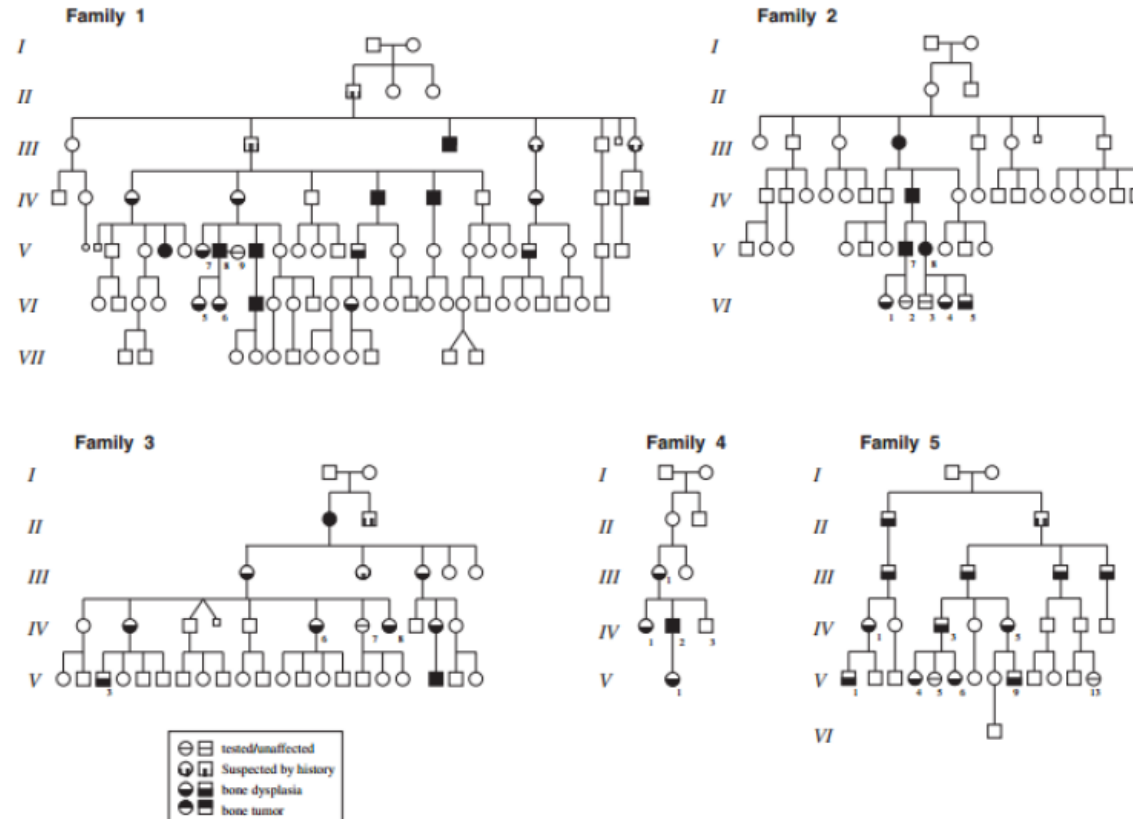 Family 1
I
II
III
IV
V
7
8
9
VI
5
6
VII
Family 2
I
II
III
IV
V
7
8
VI
1
2
3
4
5
Family 3
I
II
III
IV
6
7
8
V
3
Family 4
I
II
III
1
IV
1
2
3
V
1
Family 5
I
II
III
IV
1
3
5
V
1
4
5
6
9
13
VI
tested/unaffected
Suspected by history
bone dysplasia
bone tumor